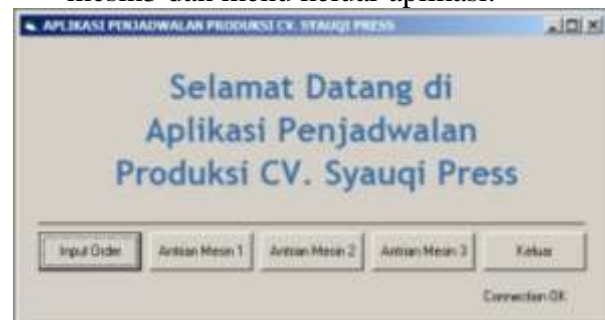 mesin3 dan menu keluar aplikasi.
APLIKASI PENJADWALAN PRODUKSI CV. SYAUQI PRESS
Selamat Datang di
Aplikasi Penjadwalan
Produksi CV. Syauqi Press
Input Order Antrian Mesin 1 Antrian Mesin 2 Antrian Mesin 3 Keluar
Connection OK